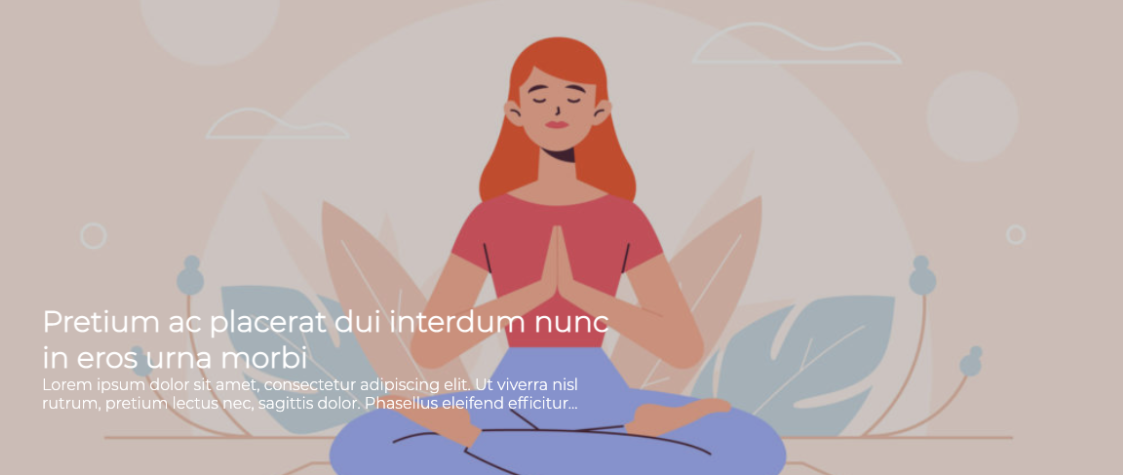 Pretium ac placerat dui interdum nunc
in eros urna morbi
Lorem ipsum dolor sit amet, consectetur adipiscing elit. Ut viverra nisl
rutrum, pretium lectus nec, sagittis dolor. Phasellus eleifend efficitur...